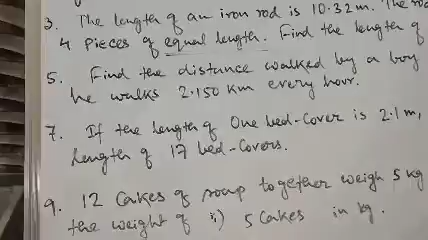 3. The length of an iron rod is 10.32 m. The rod
4 pieces of equal length. Find the length of
5. Find the distance walked by a boy
he walks 2.150 km every hour.
7. If the length of One bed-cover is 2.1 m,
length of 17 bed-covers.
9. 12 Cakes of soap together weigh 5 kg
the weight of i) 5 Cakes in kg.